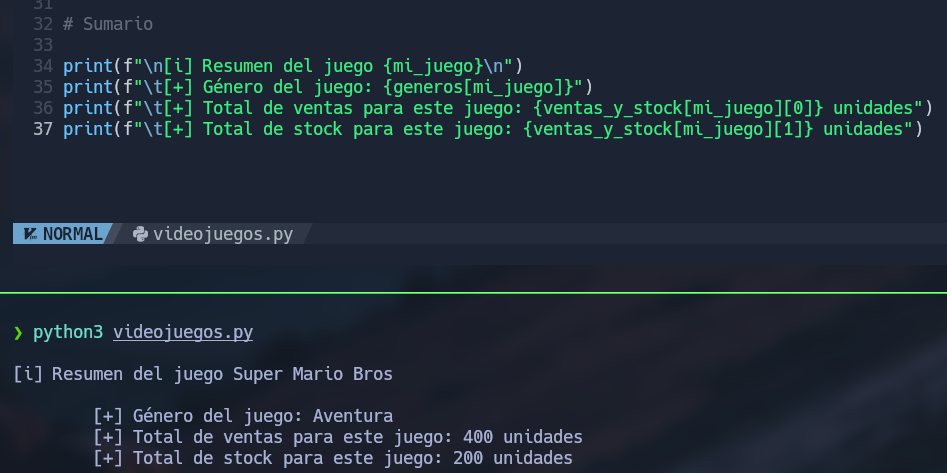 31
32 # Sumario
33
34 print(f"\n[i] Resumen del juego {mi_juego}\n")
35 print(f"\t[+] Género del juego: {generos[mi_juego]}")
36 print(f"\t[+] Total de ventas para este juego: {ventas_y_stock[mi_juego][0]} unidades")
37 print(f"\t[+] Total de stock para este juego: {ventas_y_stock[mi_juego][1]} unidades")
NORMAL videojuegos.py
❯ python3 videojuegos.py
[i] Resumen del juego Super Mario Bros
[+] Género del juego: Aventura
[+] Total de ventas para este juego: 400 unidades
[+] Total de stock para este juego: 200 unidades